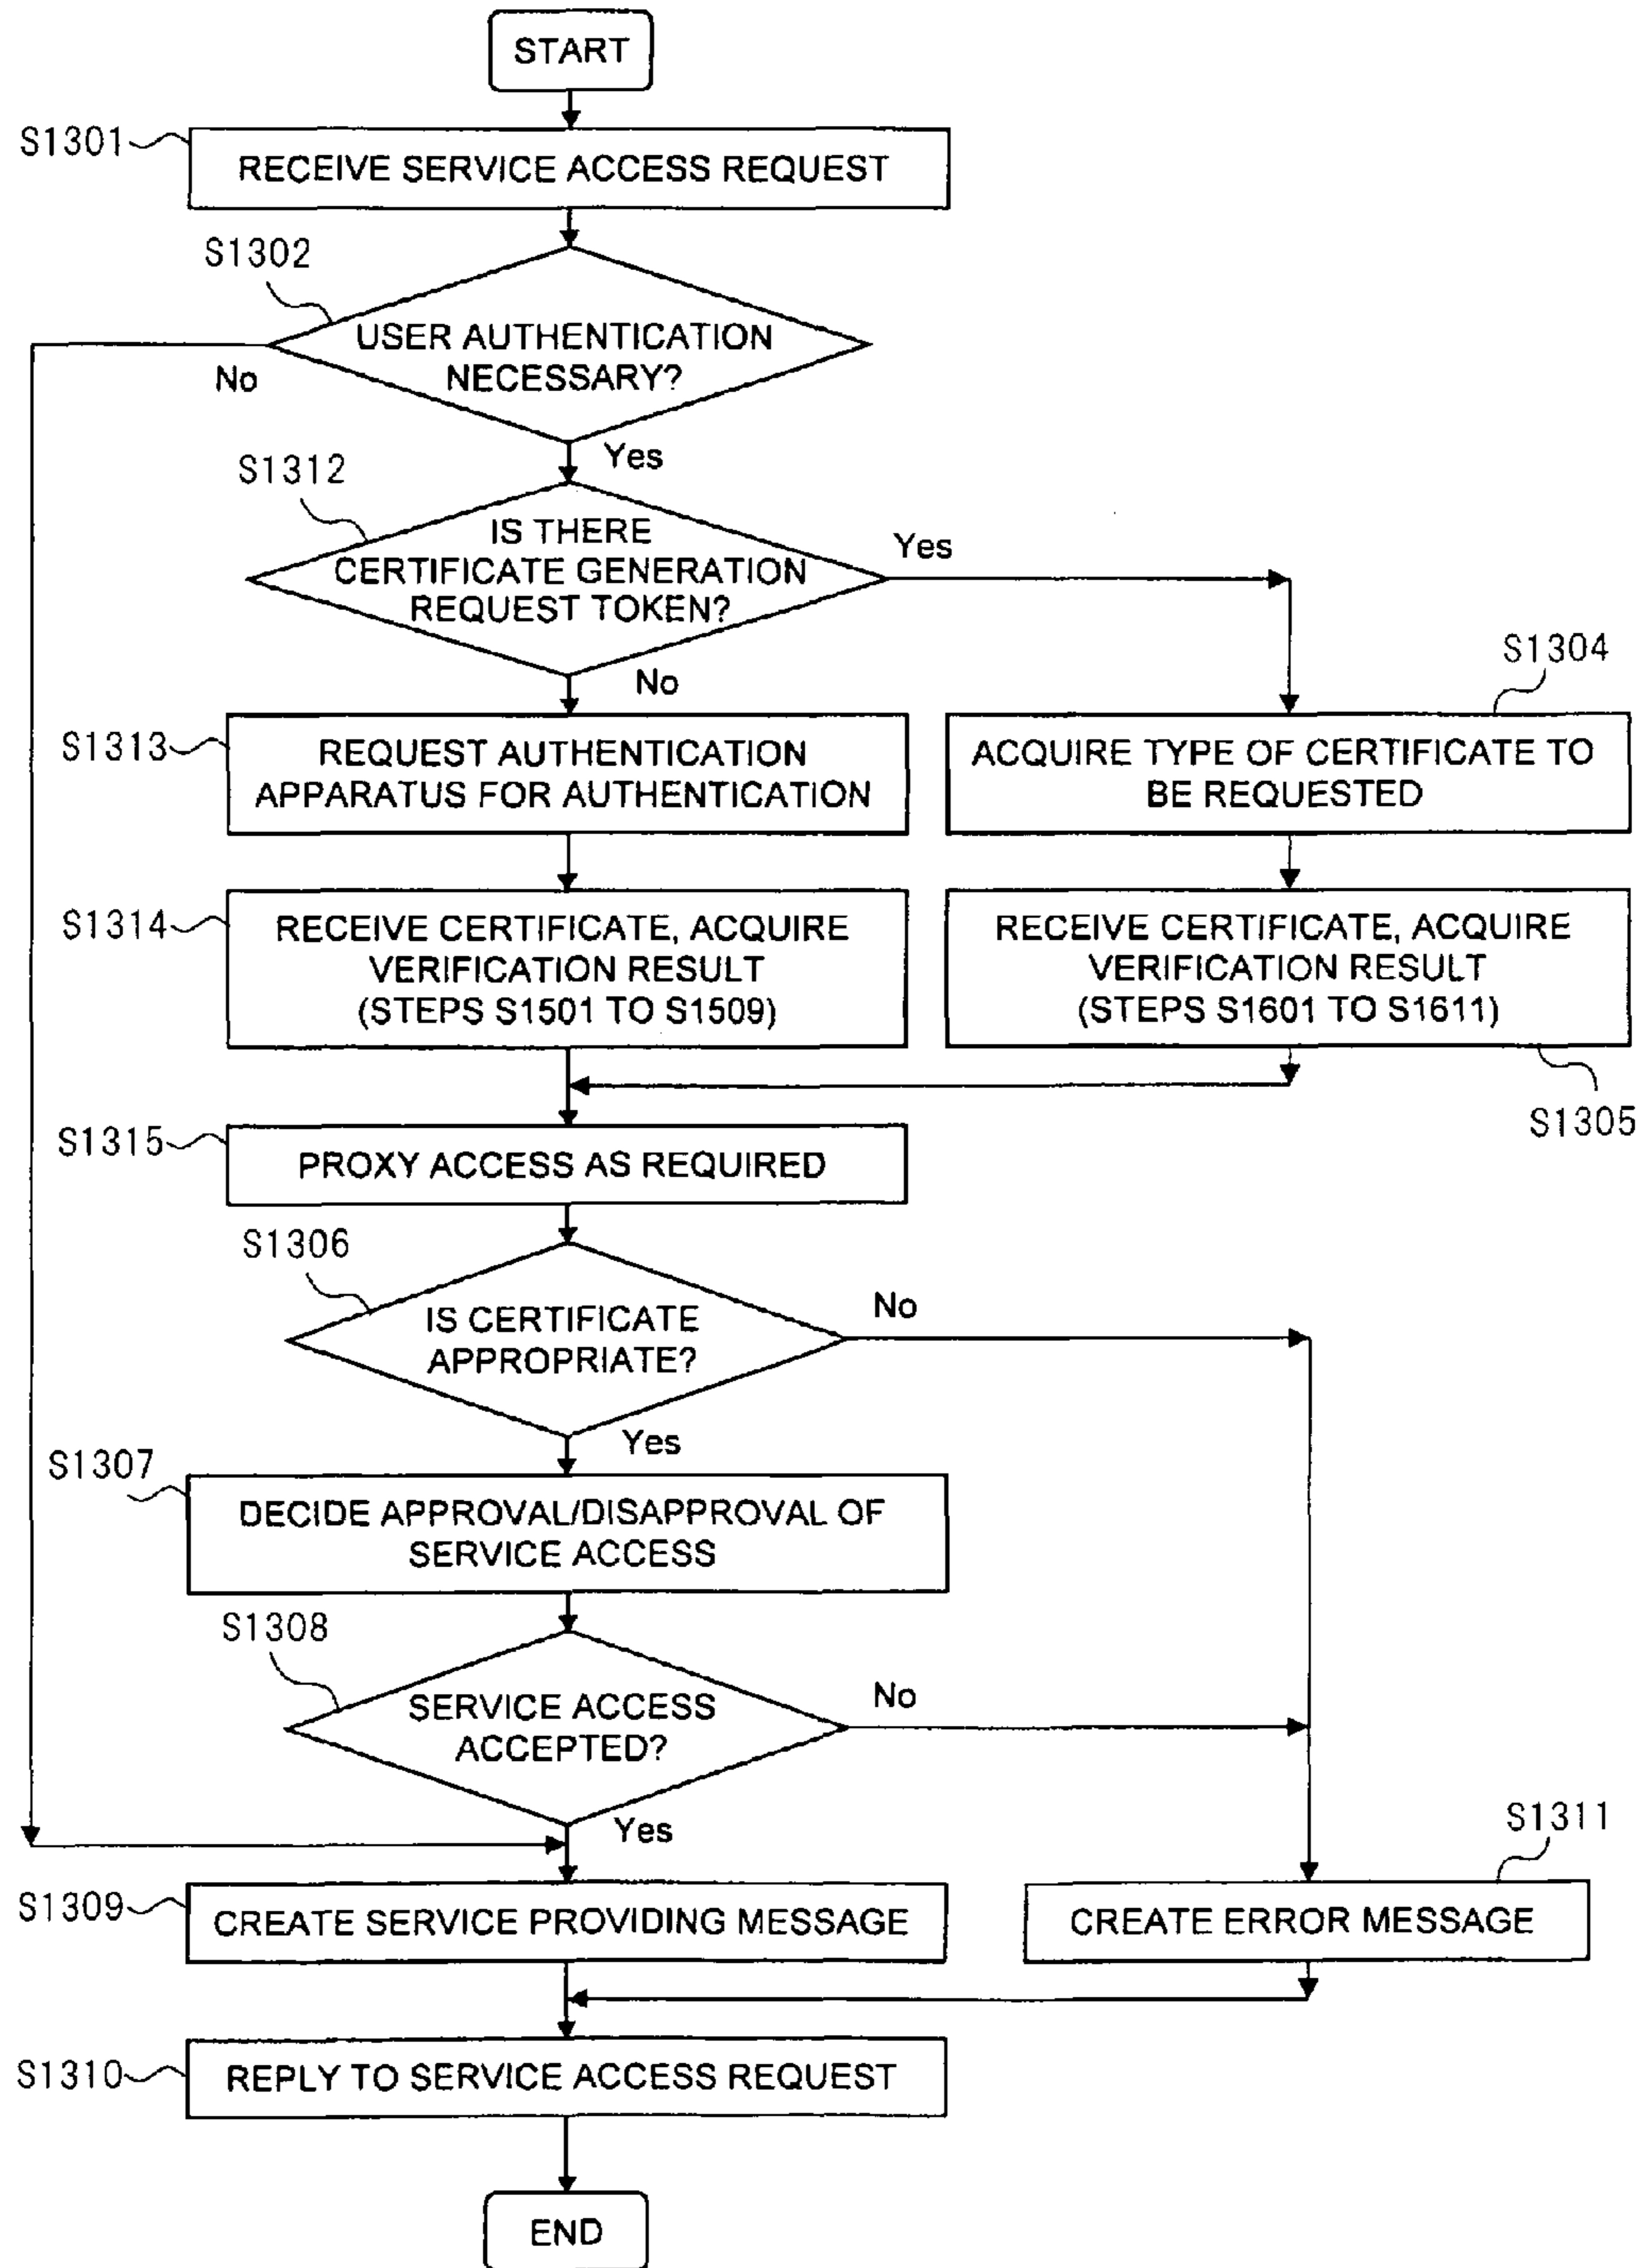 START
S1301
RECEIVE SERVICE ACCESS REQUEST
S1302
USER AUTHENTICATION
NECESSARY?
No
Yes
S1312
IS THERE
CERTIFICATE GENERATION
REQUEST TOKEN?
Yes
No
S1304
S1313
REQUEST AUTHENTICATION
APPARATUS FOR AUTHENTICATION
ACQUIRE TYPE OF CERTIFICATE TO
BE REQUESTED
S1314
RECEIVE CERTIFICATE, ACQUIRE
VERIFICATION RESULT
(STEPS S1501 TO S1509)
RECEIVE CERTIFICATE, ACQUIRE
VERIFICATION RESULT
(STEPS S1601 TO S1611)
S1305
S1315
PROXY ACCESS AS REQUIRED
S1306
IS CERTIFICATE
APPROPRIATE?
No
Yes
S1307
DECIDE APPROVAL/DISAPPROVAL OF
SERVICE ACCESS
S1308
SERVICE ACCESS
ACCEPTED?
No
Yes
S1311
S1309
CREATE SERVICE PROVIDING MESSAGE
CREATE ERROR MESSAGE
S1310
REPLY TO SERVICE ACCESS REQUEST
END